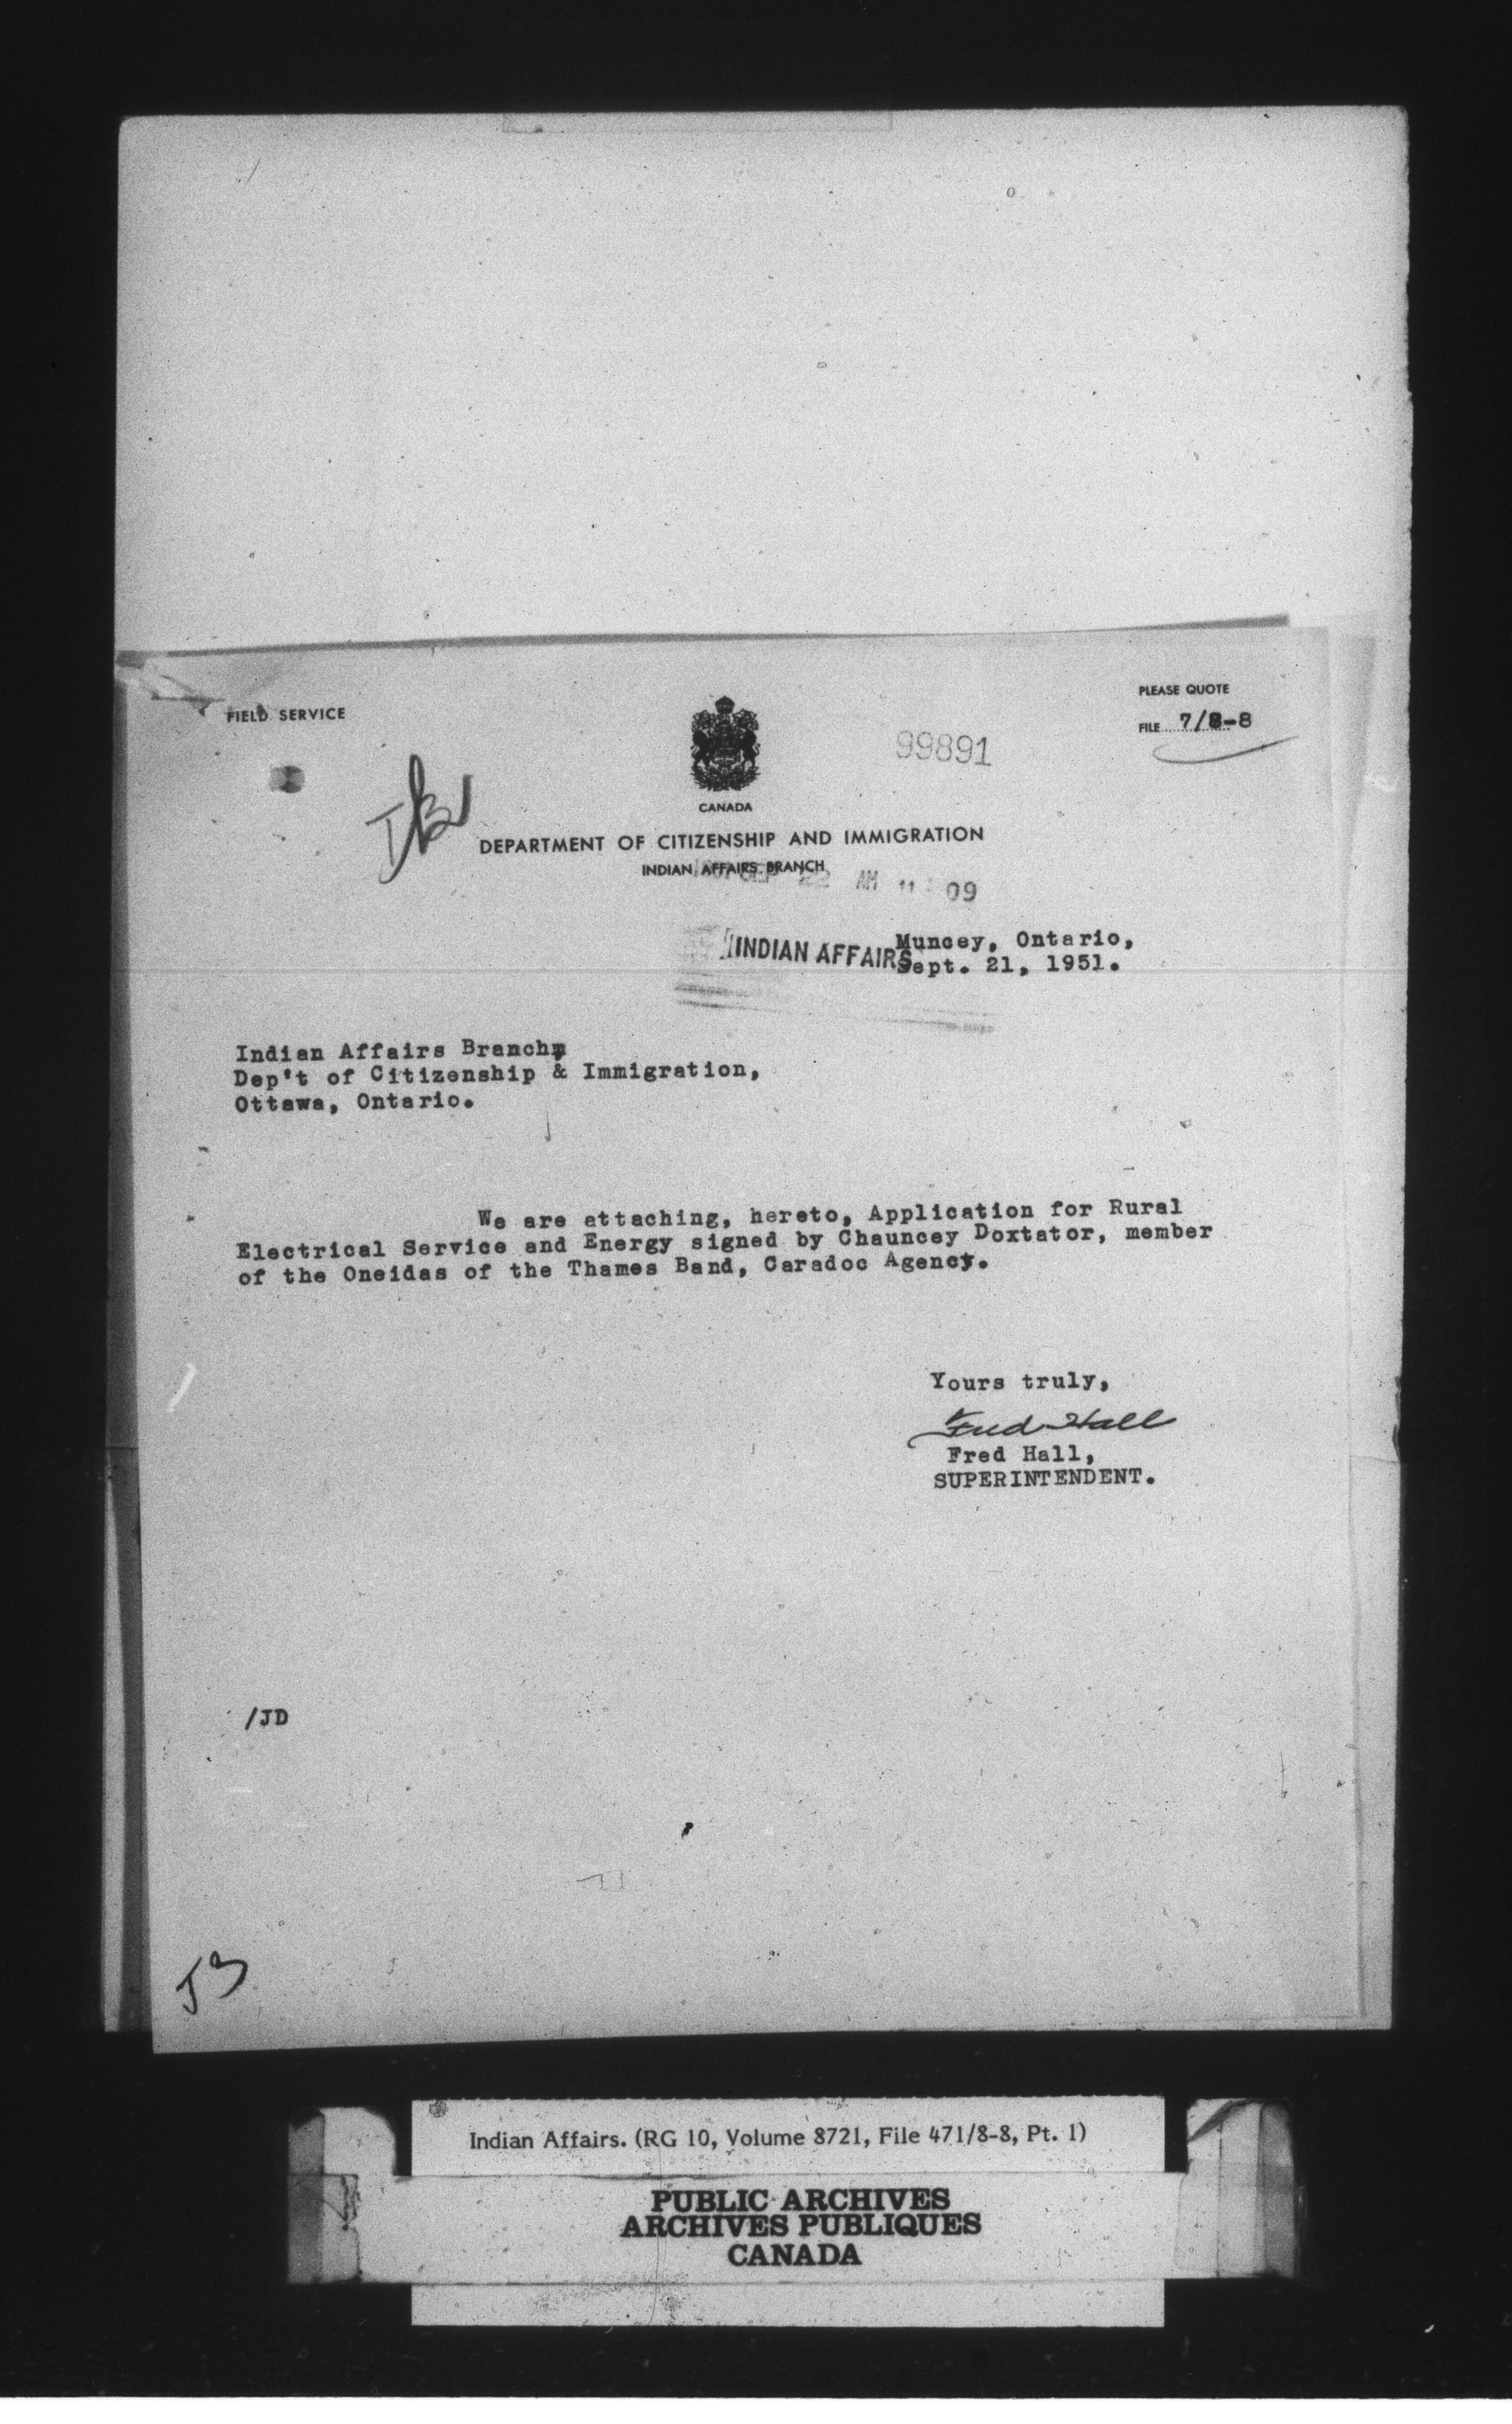 FIELD SERVICE
PLEASE QUOTE
FILE 7/8-8
99891
CANADA
DEPARTMENT OF CITIZENSHIP AND IMMIGRATION
INDIAN AFFAIRS BRANCH
SEP 22 AM 11 09
INDIAN AFFAIRS
Muncey, Ontario,
Sept. 21, 1951.
Indian Affairs Branch,
Dep't of Citizenship & Immigration,
Ottawa, Ontario.
We are attaching, hereto, Application for Rural
Electrical Service and Energy signed by Chauncey Doxtator, member
of the Oneidas of the Thames Band, Caradoc Agency.
Yours truly,
Fred Hall
Fred Hall,
SUPERINTENDENT.
/JD
53
Indian Affairs. (RG 10, Volume 8721, File 471/8-8, Pt. 1)
PUBLIC ARCHIVES
ARCHIVES PUBLIQUES
CANADA